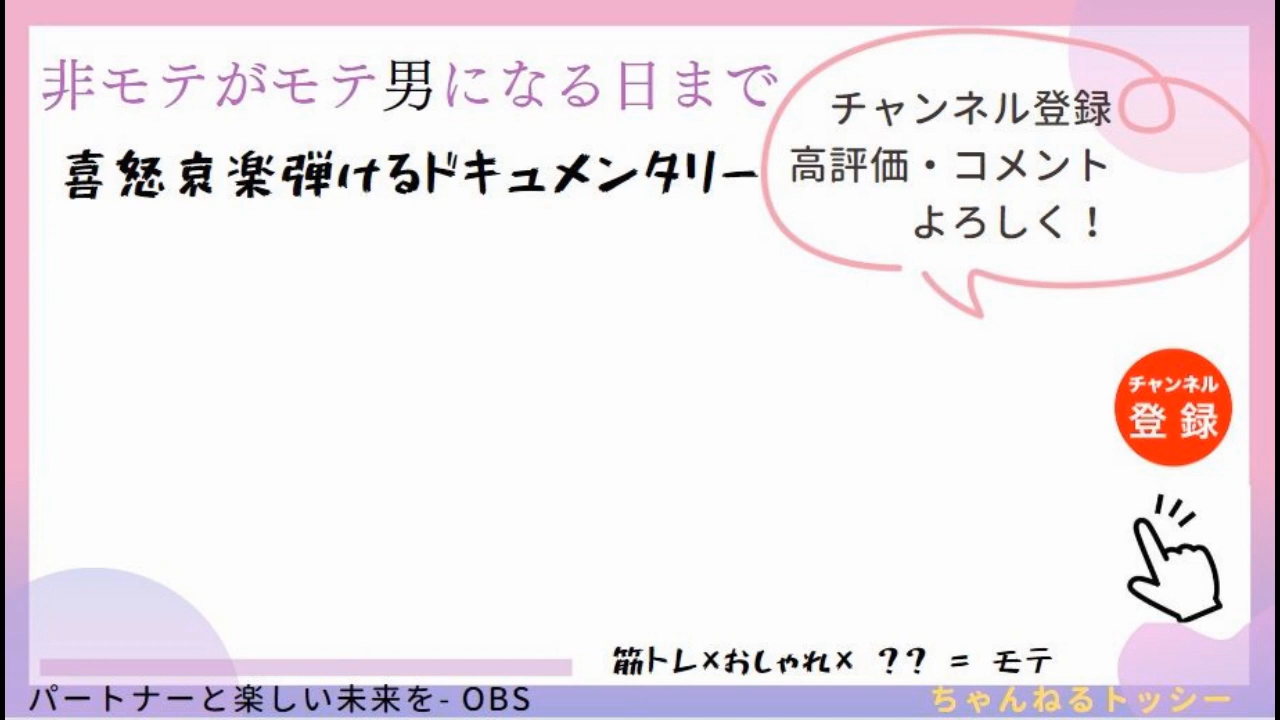 非モテがモテ男になる日まで
喜怒哀楽弾けるドキュメンタリー
チャンネル登録
高評価・コメント
よろしく！
チャンネル
登録
筋トレ×おしゃれ× ？？ = モテ
パートナーと楽しい未来を- OBS
ちゃんねるトッシー